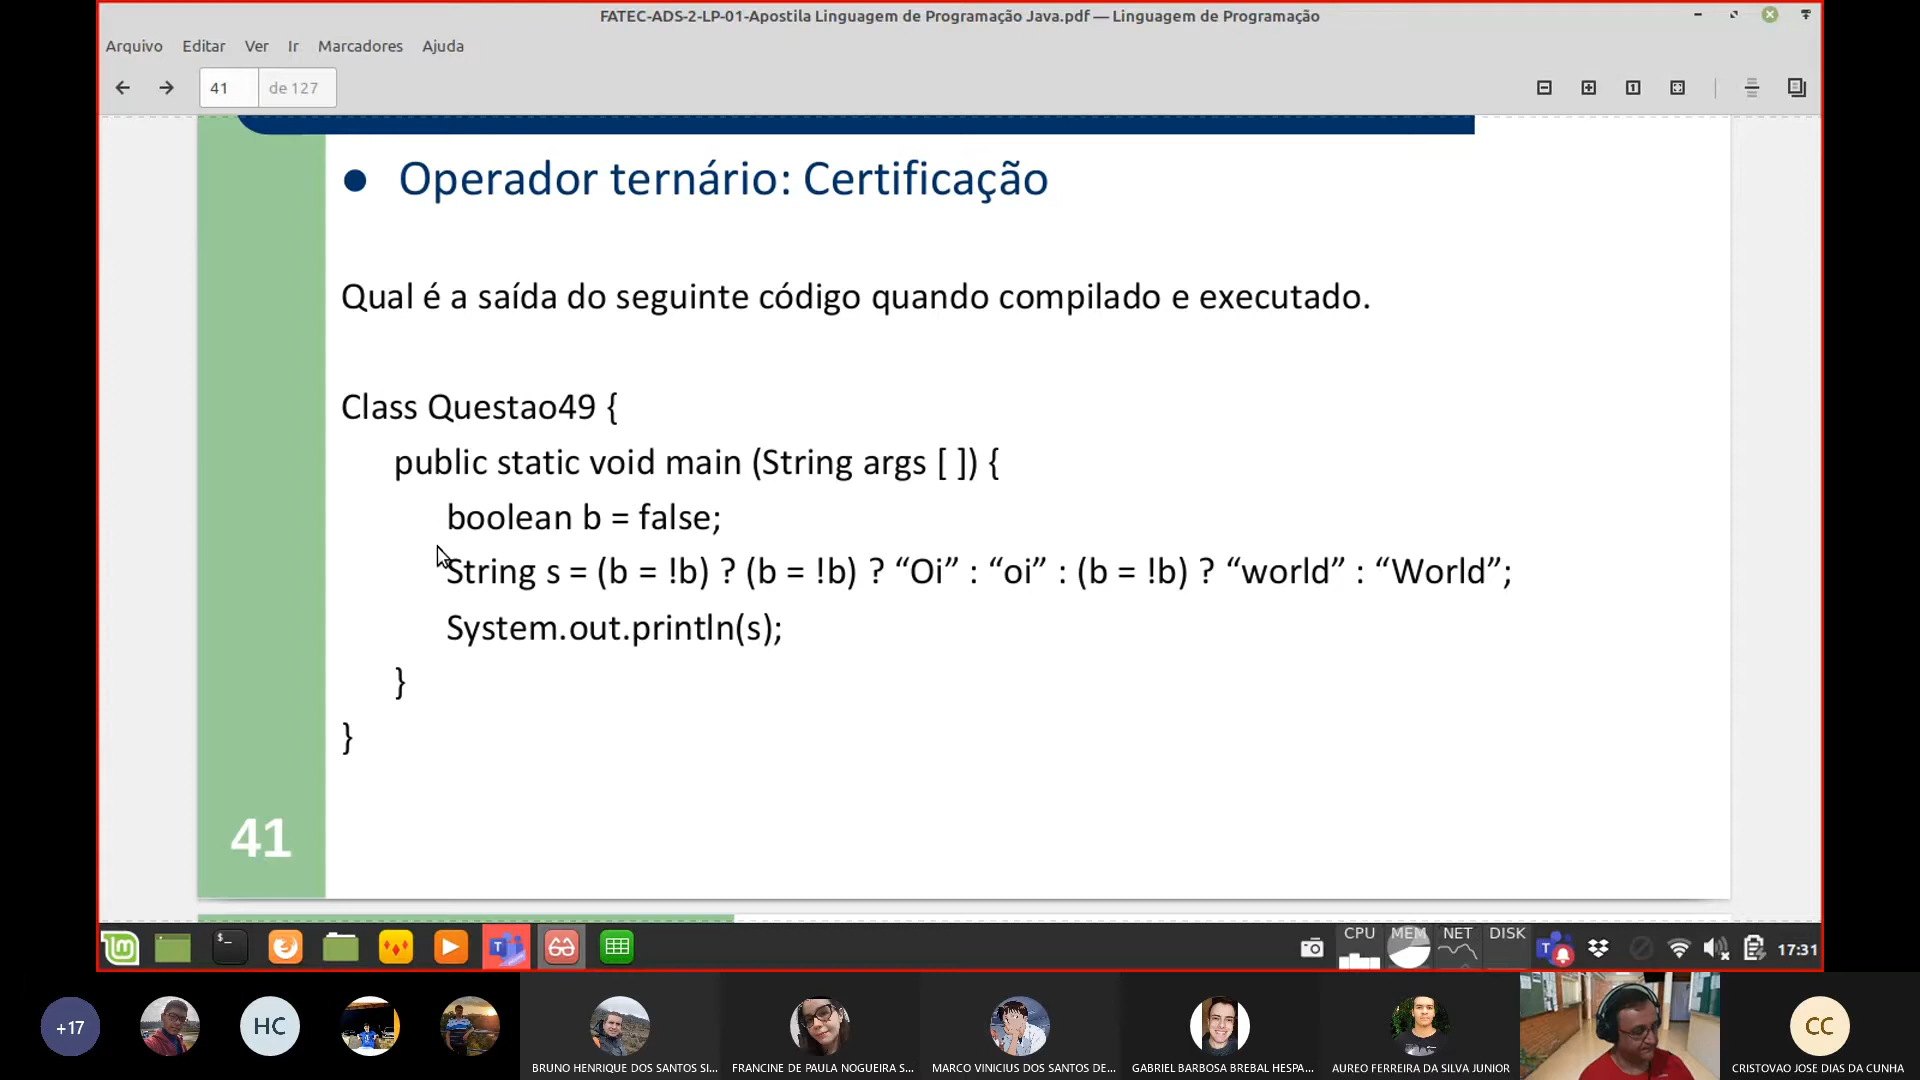 FATEC-ADS-2-LP-01-Apostila Linguagem de Programação Java.pdf — Linguagem de Programação
Arquivo Editar Ver Ir Marcadores Ajuda
41 de 127
● Operador ternário: Certificação
Qual é a saída do seguinte código quando compilado e executado.
Class Questao49 {
public static void main (String args [ ]) {
boolean b = false;
String s = (b = !b) ? (b = !b) ? “Oi” : “oi” : (b = !b) ? “world” : “World”;
System.out.println(s);
}
}
41
CPU MEM NET DISK
17:31
+17
HC
CC
BRUNO HENRIQUE DOS SANTOS SI...
FRANCINE DE PAULA NOGUEIRA S...
MARCO VINICIUS DOS SANTOS DE...
GABRIEL BARBOSA BREBAL HESPA...
AUREO FERREIRA DA SILVA JUNIOR
CRISTOVAO JOSE DIAS DA CUNHA